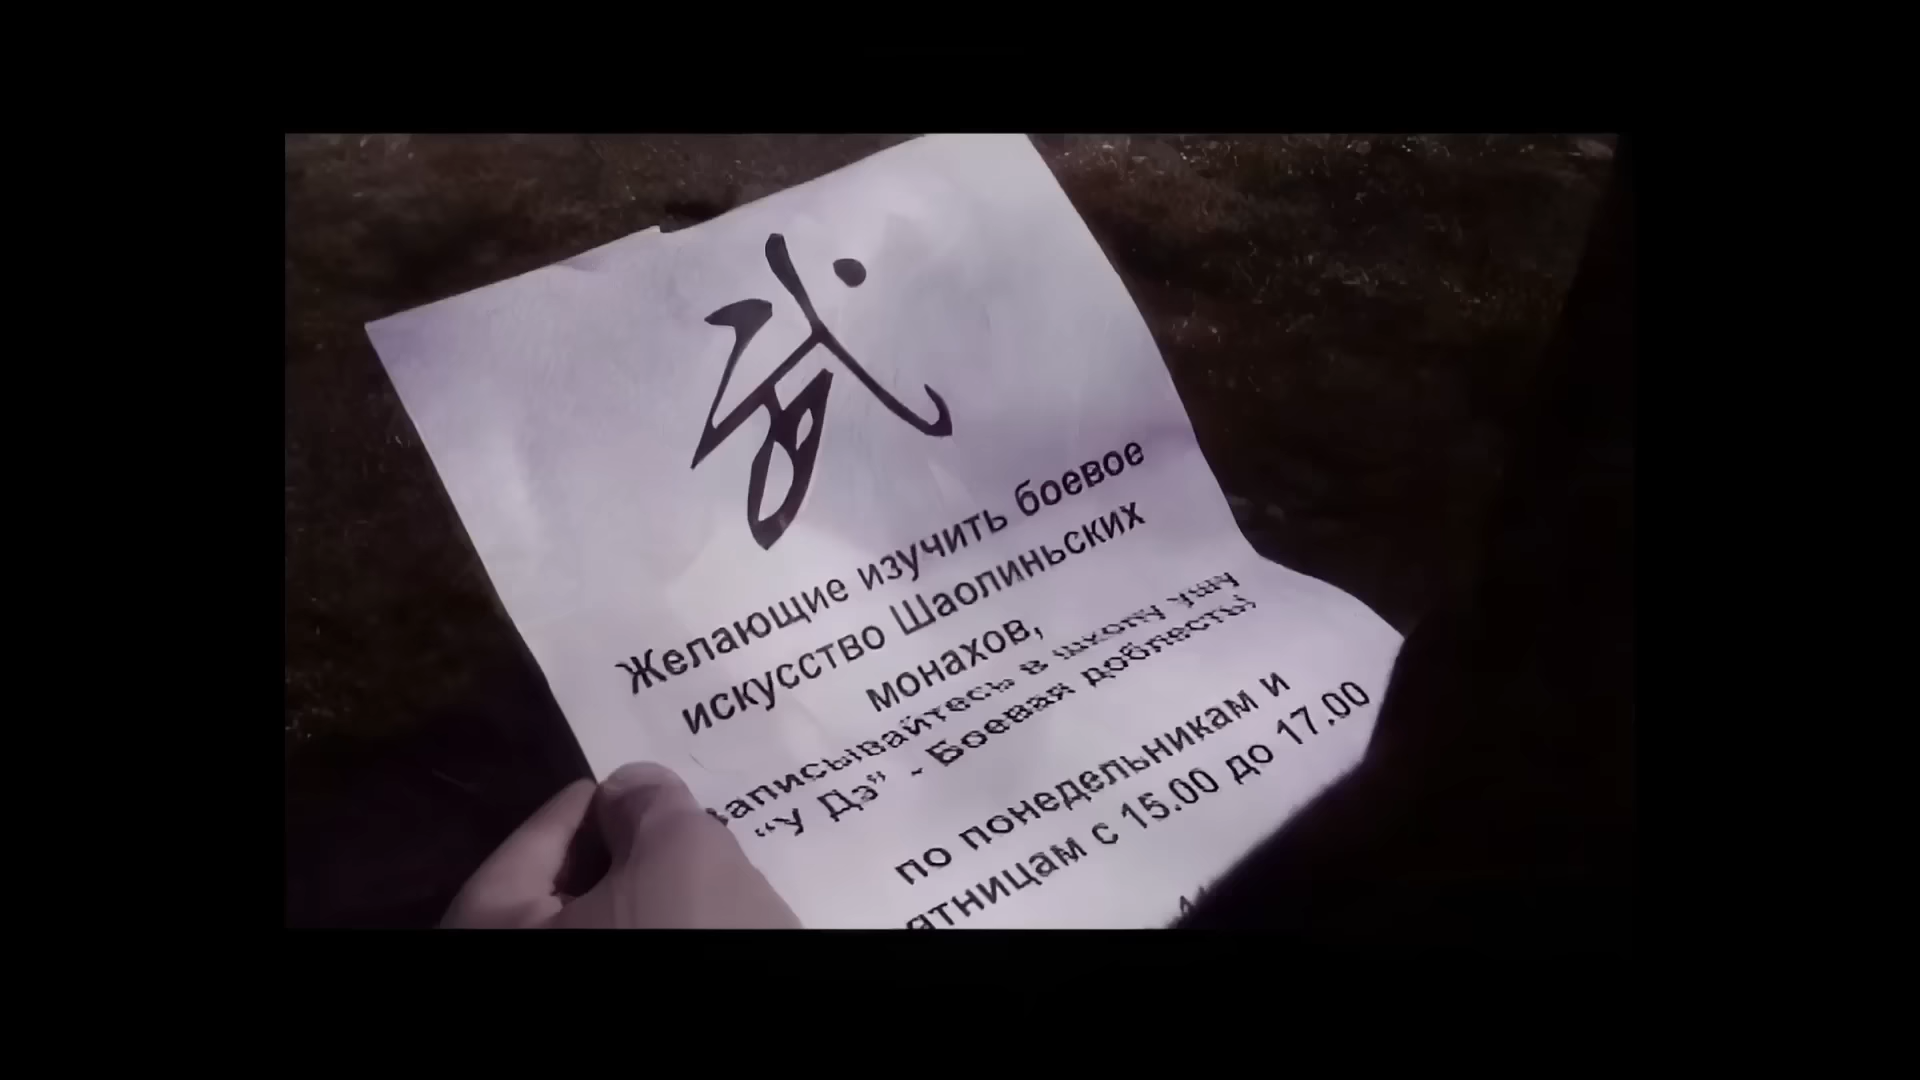 武
Желающие изучить боевое
искусство Шаолиньских
монахов,
записывайтесь в школу ушу
“У Дэ” - Боевая доблесть!
по понедельникам и
ятницам с 15.00 до 17.00